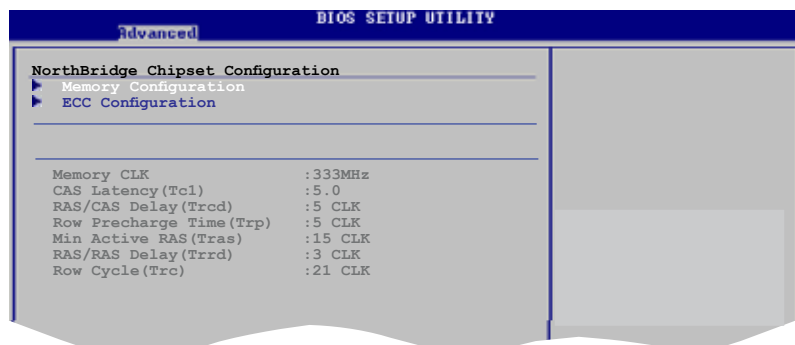 BIOS SETUP UTILITY
Advanced
NorthBridge Chipset Configuration
Memory Configuration
ECC Configuration
Memory CLK :333MHz
CAS Latency(Tcl) :5.0
RAS/CAS Delay(Trcd) :5 CLK
Row Precharge Time(Trp) :5 CLK
Min Active RAS(Tras) :15 CLK
RAS/RAS Delay(Trrd) :3 CLK
Row Cycle(Trc) :21 CLK